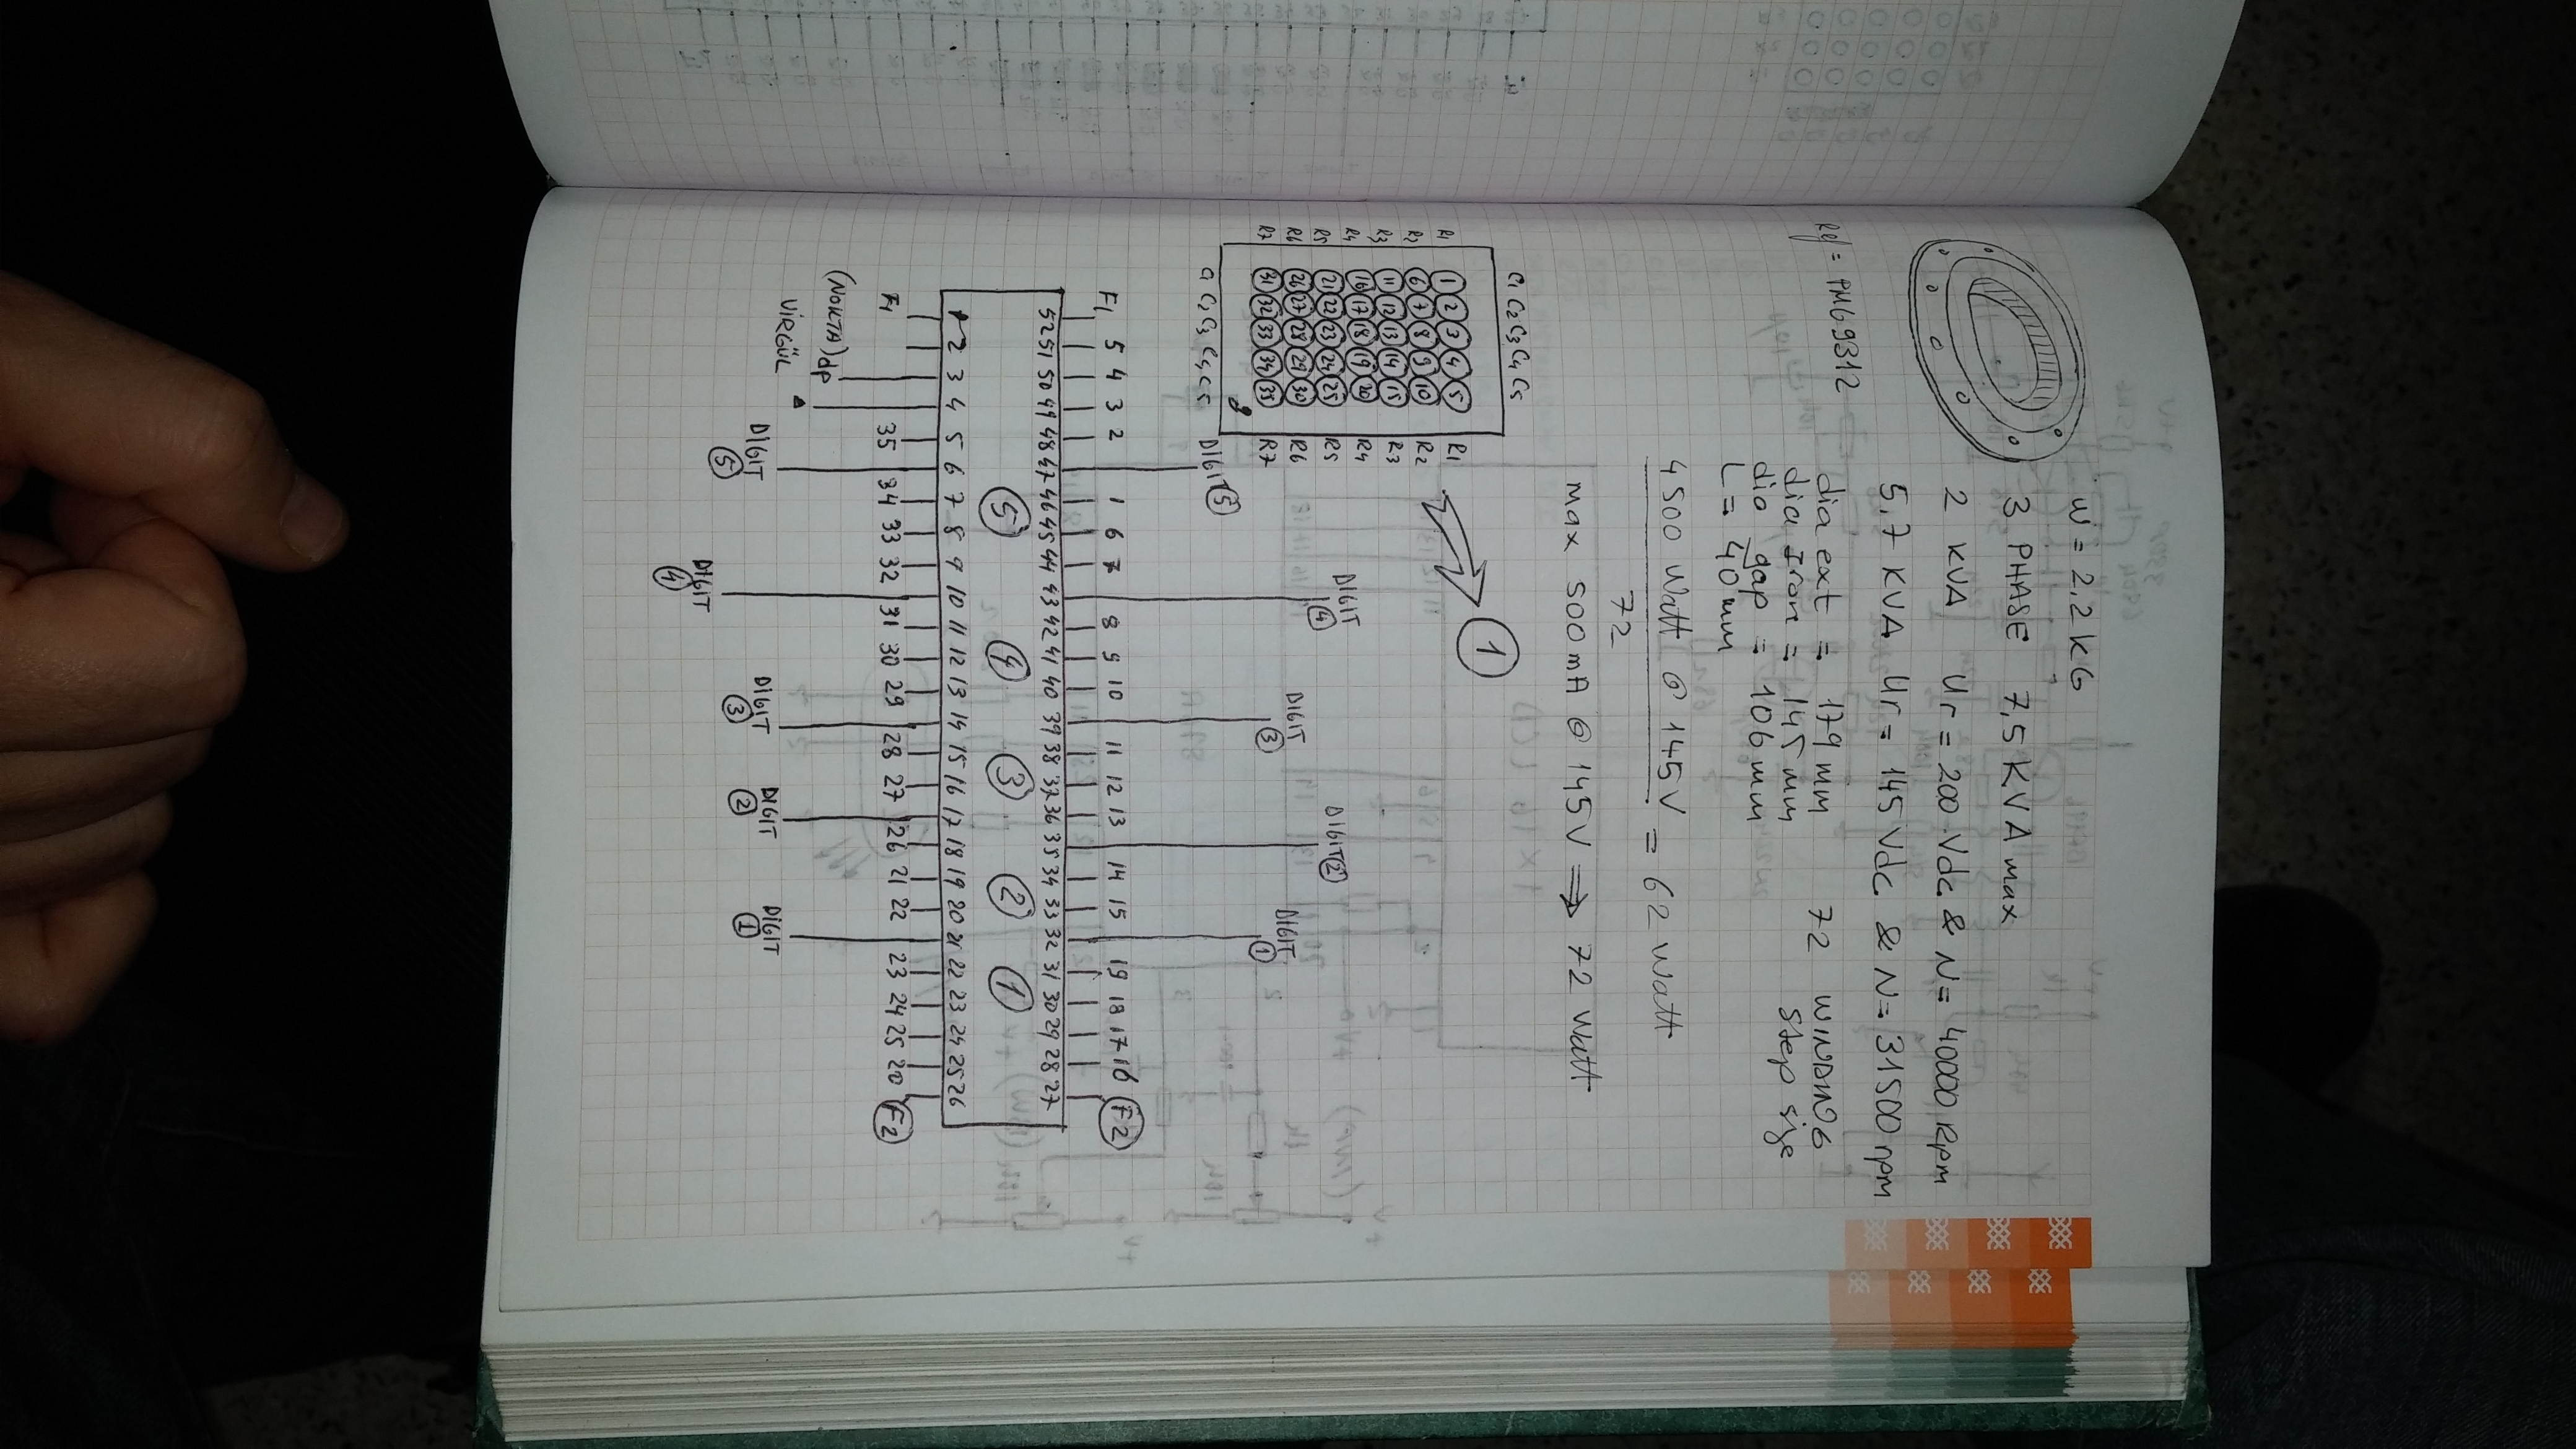 W = 2,2 KG
3 PHASE 7,5 KVA max
2 KVA Ur = 200 Vdc & N = 40000 Rpm
5,7 KVA Ur = 145 Vdc & N = 31500 rpm
Ref = PMG9312
dia ext = 179 mm 72 WINDING
dia Iron = 145 mm Step size
dia gap = 106 mm
L = 40 mm
4500 Watt @ 145V = 62 Watt
72
max 500 mA @ 145V ⇒ 72 Watt
C1 C2 C3 C4 C5
1
R1 1 2 3 4 5 R1
R2 6 7 8 9 10 R2
R3 11 12 13 14 15 R3
R4 16 17 18 19 20 R4
R5 21 22 23 24 25 R5
R6 26 27 28 29 30 R6
R7 31 32 33 34 35 R7
C1 C2 C3 C4 C5
DIGIT 5
DIGIT 4
DIGIT 3
DIGIT 2
DIGIT 1
F1 5 4 3 2 1 6 7 8 9 10 11 12 13 14 15 19 18 17 16 F2
52 51 50 49 48 47 46 45 44 43 42 41 40 39 38 37 36 35 34 33 32 31 30 29 28 27
5 4 3 2 1
1 2 3 4 5 6 7 8 9 10 11 12 13 14 15 16 17 18 19 20 21 22 23 24 25 26
F1 35 34 33 32 31 30 29 28 27 26 21 22 23 24 25 20 F2
(NOKTA) dp
VİRGÜL
DIGIT 5
DIGIT 4
DIGIT 3
DIGIT 2
DIGIT 1